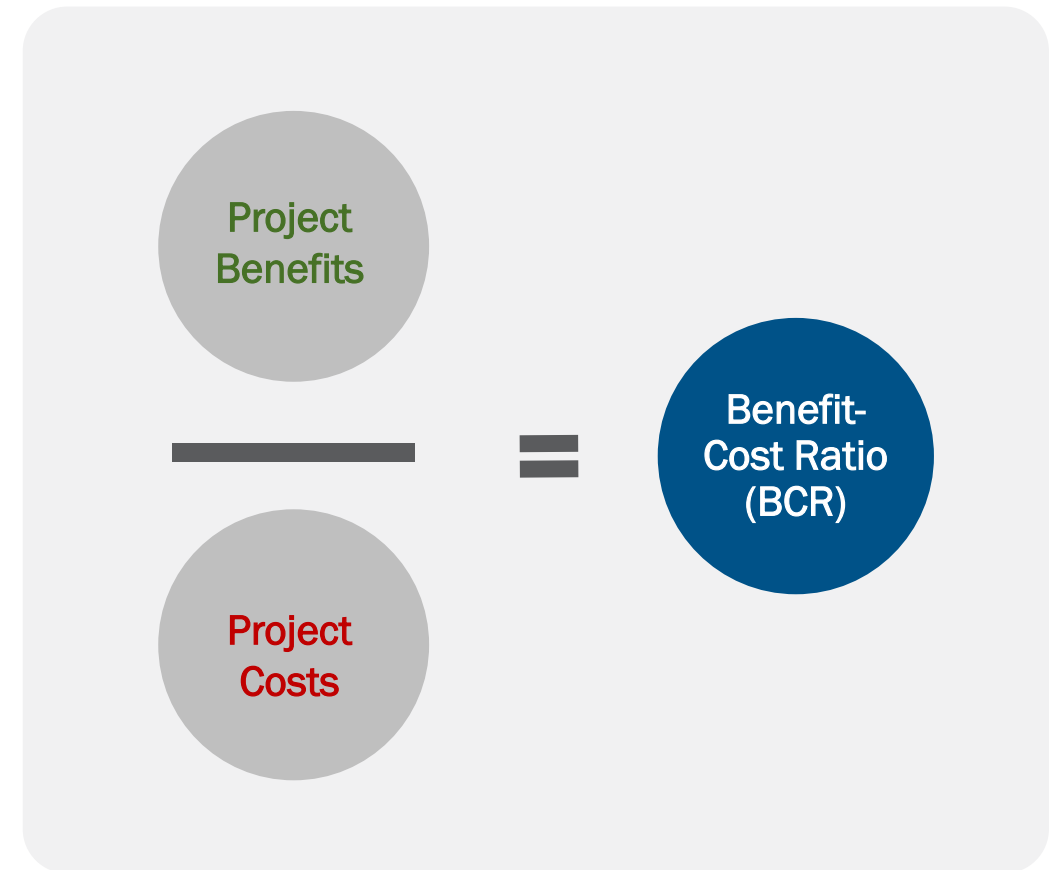 Project
Benefits
=
Benefit-
Cost Ratio
(BCR)
Project
Costs